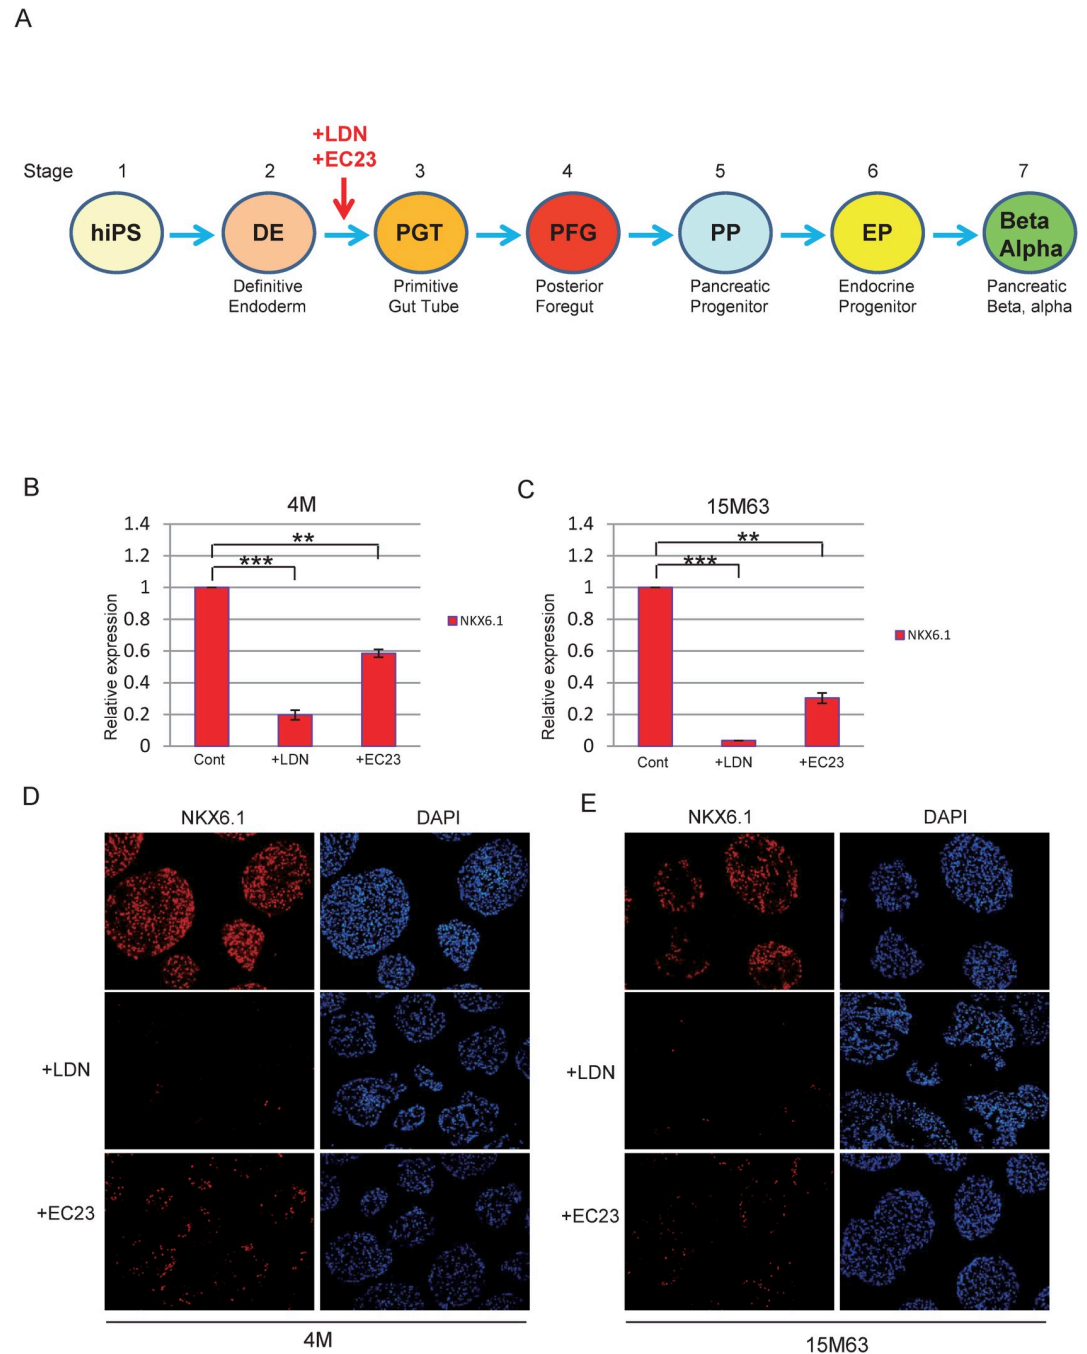 A
+LDN
+EC23
Stage 1 2 3 4 5 6 7
hiPS DE PGT PFG PP EP Beta
Alpha
Definitive Primitive Posterior Pancreatic Endocrine Pancreatic
Endoderm Gut Tube Foregut Progenitor Progenitor Beta, alpha
B
4M
1.4
1.2
1
0.8
0.6
0.4
0.2
0
Relative expression
**
***
Cont +LDN +EC23
NKX6.1
C
15M63
1.4
1.2
1
0.8
0.6
0.4
0.2
0
Relative expression
**
***
Cont +LDN +EC23
NKX6.1
D
NKX6.1 DAPI
+LDN
+EC23
4M
E
NKX6.1 DAPI
+LDN
+EC23
15M63